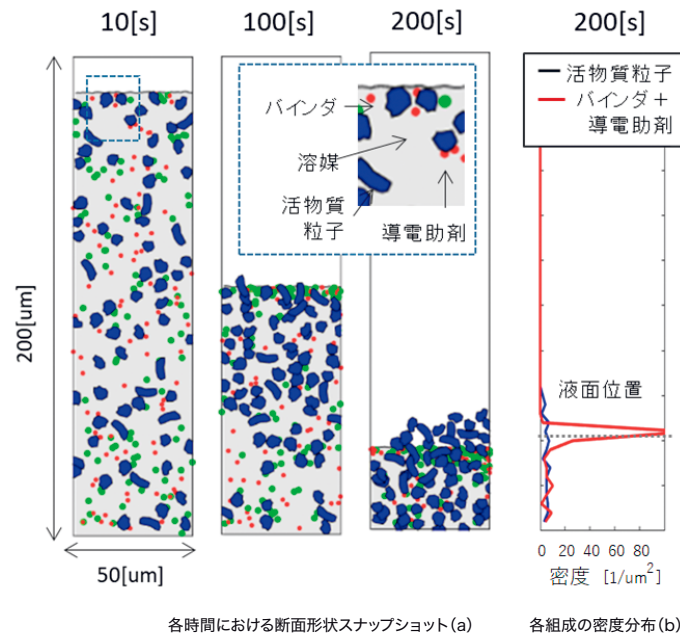 10[s]
100[s]
200[s]
200[s]
活物質粒子
バインダ+
導電助剤
バインダ
溶媒
活物質
粒子
導電助剤
200[um]
液面位置
50[um]
0 20 40 60 80
密度 [1/um²]
各時間における断面形状スナップショット(a)
各組成の密度分布(b)